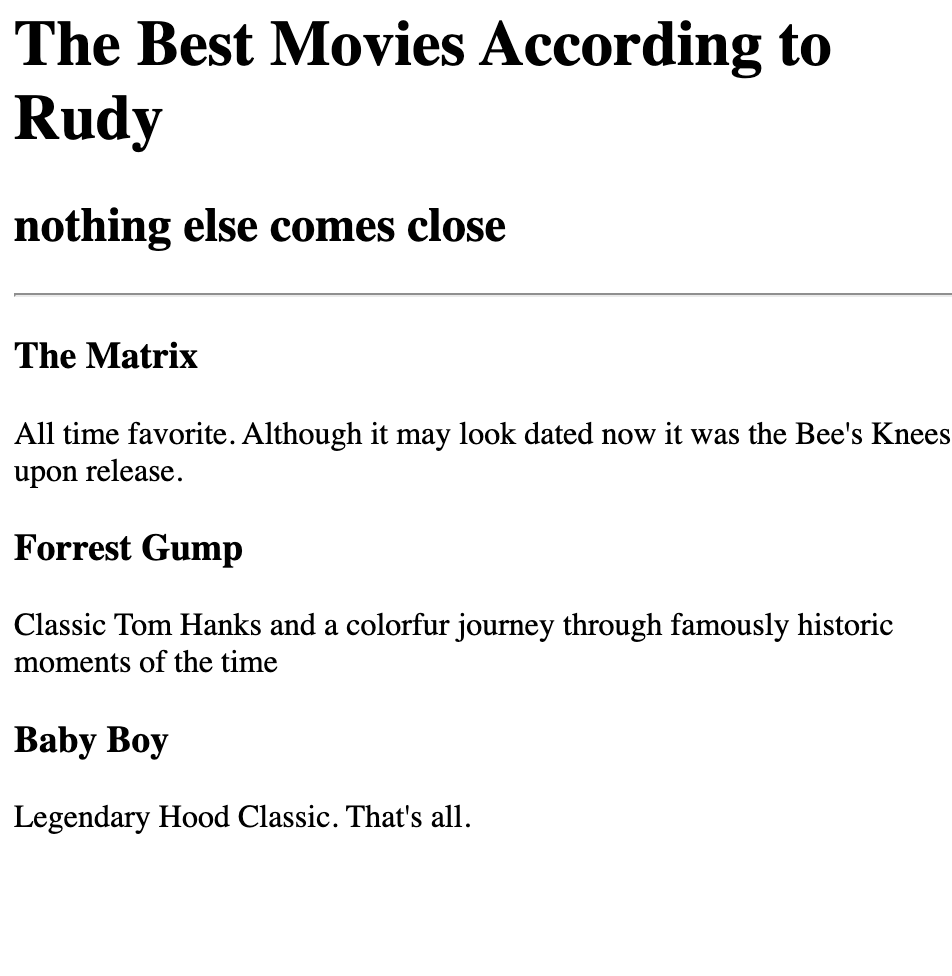 The Best Movies According to
Rudy
nothing else comes close
The Matrix
All time favorite. Although it may look dated now it was the Bee's Knees
upon release.
Forrest Gump
Classic Tom Hanks and a colorfur journey through famously historic
moments of the time
Baby Boy
Legendary Hood Classic. That's all.